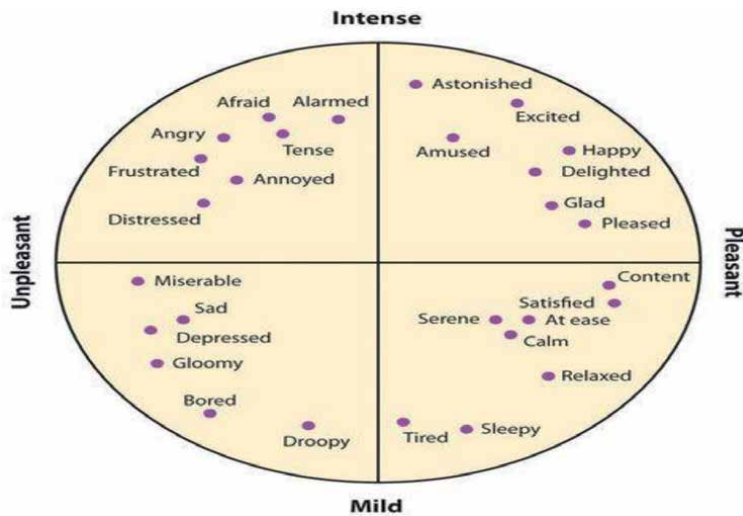 Intense
Astonished
Afraid Alarmed
Excited
Angry
Tense
Amused
Happy
Frustrated
Annoyed
Delighted
Glad
Distressed
Pleased
Unpleasant
Pleasant
Miserable
Content
Sad
Satisfied
Serene
At ease
Depressed
Calm
Gloomy
Relaxed
Bored
Droopy
Tired
Sleepy
Mild